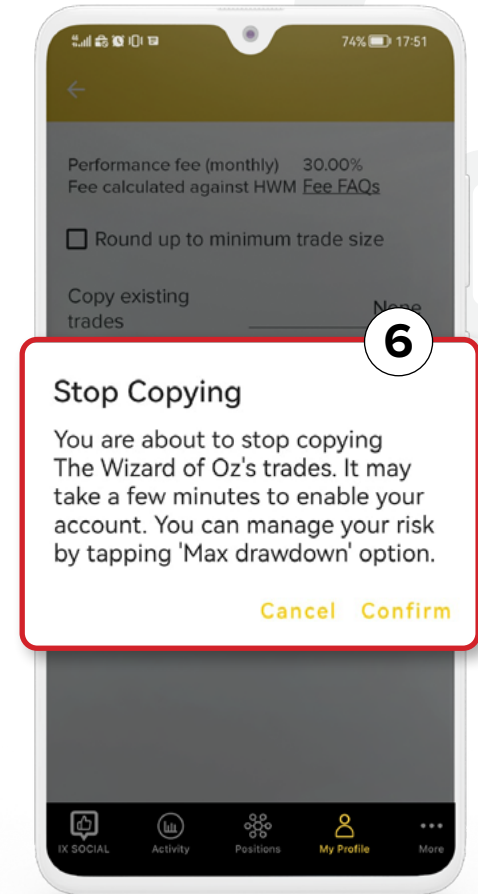 74% 17:51
Performance fee (monthly) 30.00%
Fee calculated against HWM Fee FAQs
Round up to minimum trade size
Copy existing
trades
None
6
Stop Copying
You are about to stop copying
The Wizard of Oz's trades. It may
take a few minutes to enable your
account. You can manage your risk
by tapping 'Max drawdown' option.
Cancel Confirm
IX SOCIAL Activity Positions My Profile More